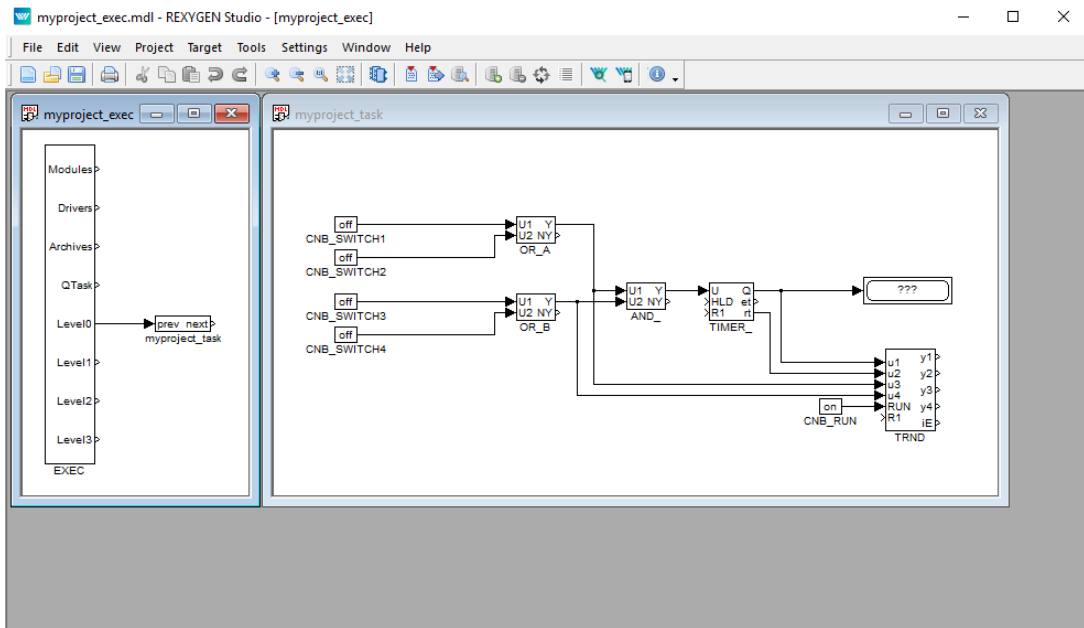 myproject_exec.mdl - REXYGEN Studio - [myproject_exec]
File Edit View Project Target Tools Settings Window Help
myproject_exec
Modules
Drivers
Archives
QTask
Level0
prev next
myproject_task
Level1
Level2
Level3
EXEC
myproject_task
off
CNB_SWITCH1
off
CNB_SWITCH2
U1 Y
U2 NY
OR_A
off
CNB_SWITCH3
off
CNB_SWITCH4
U1 Y
U2 NY
OR_B
U1 Y
U2 NY
AND_
U Q
HLD et
R1 rt
TIMER_
???
on
CNB_RUN
u1 y1
u2 y2
u3 y3
u4
RUN y4
R1 iE
TRND